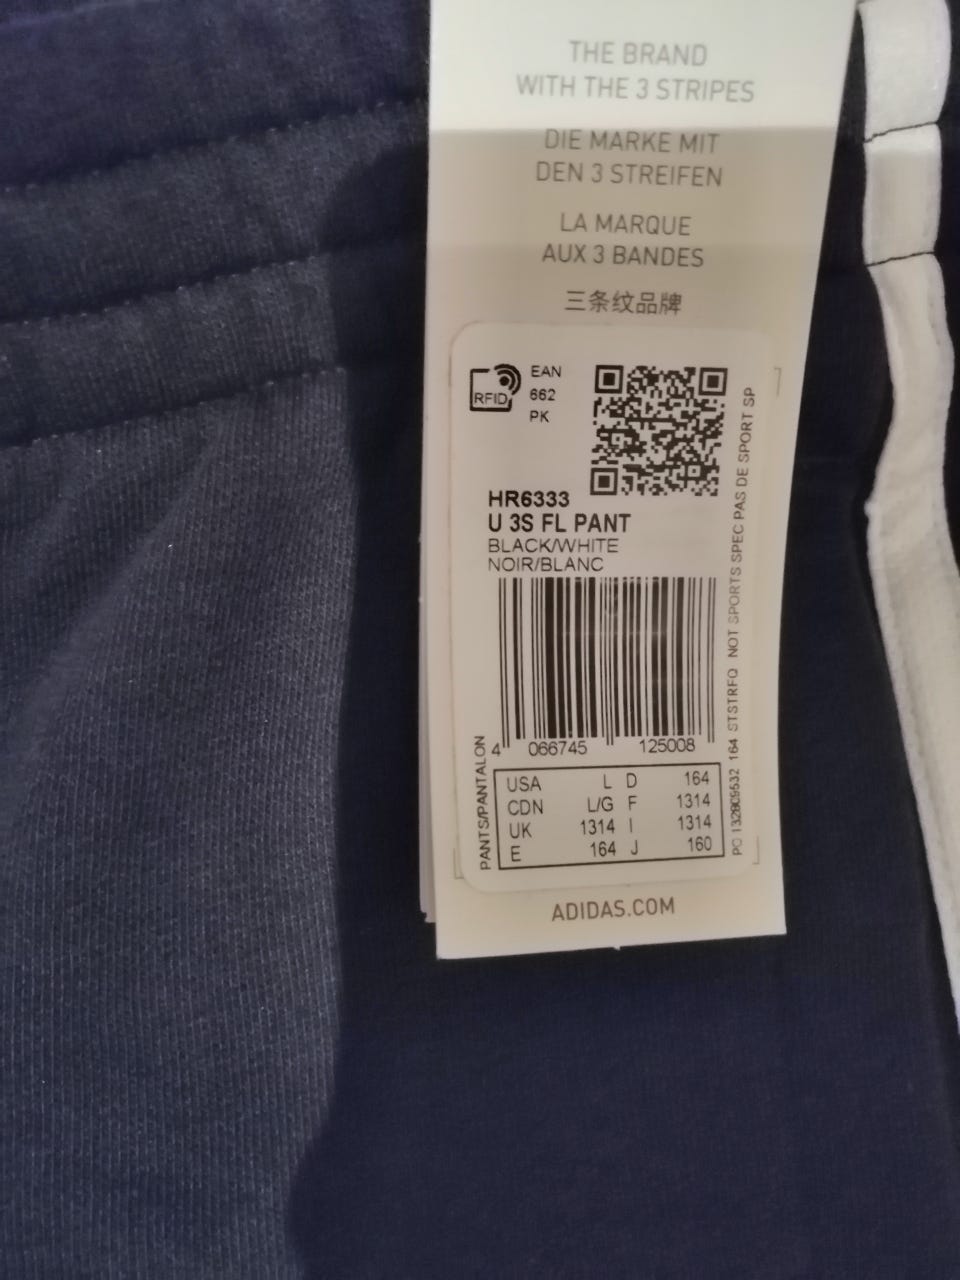 THE BRAND
WITH THE 3 STRIPES
DIE MARKE MIT
DEN 3 STREIFEN
LA MARQUE
AUX 3 BANDES
三条纹品牌
RFID
EAN
662
PK
HR6333
U 3S FL PANT
BLACK/WHITE
NOIR/BLANC
4 066745 125008
PANTS/PANTALON
USA L D 164
CDN L/G F 1314
UK 1314 I 1314
E 164 J 160
164 STSTRFQ NOT SPORTS SPEC PAS DE SPORT SP
ADIDAS.COM